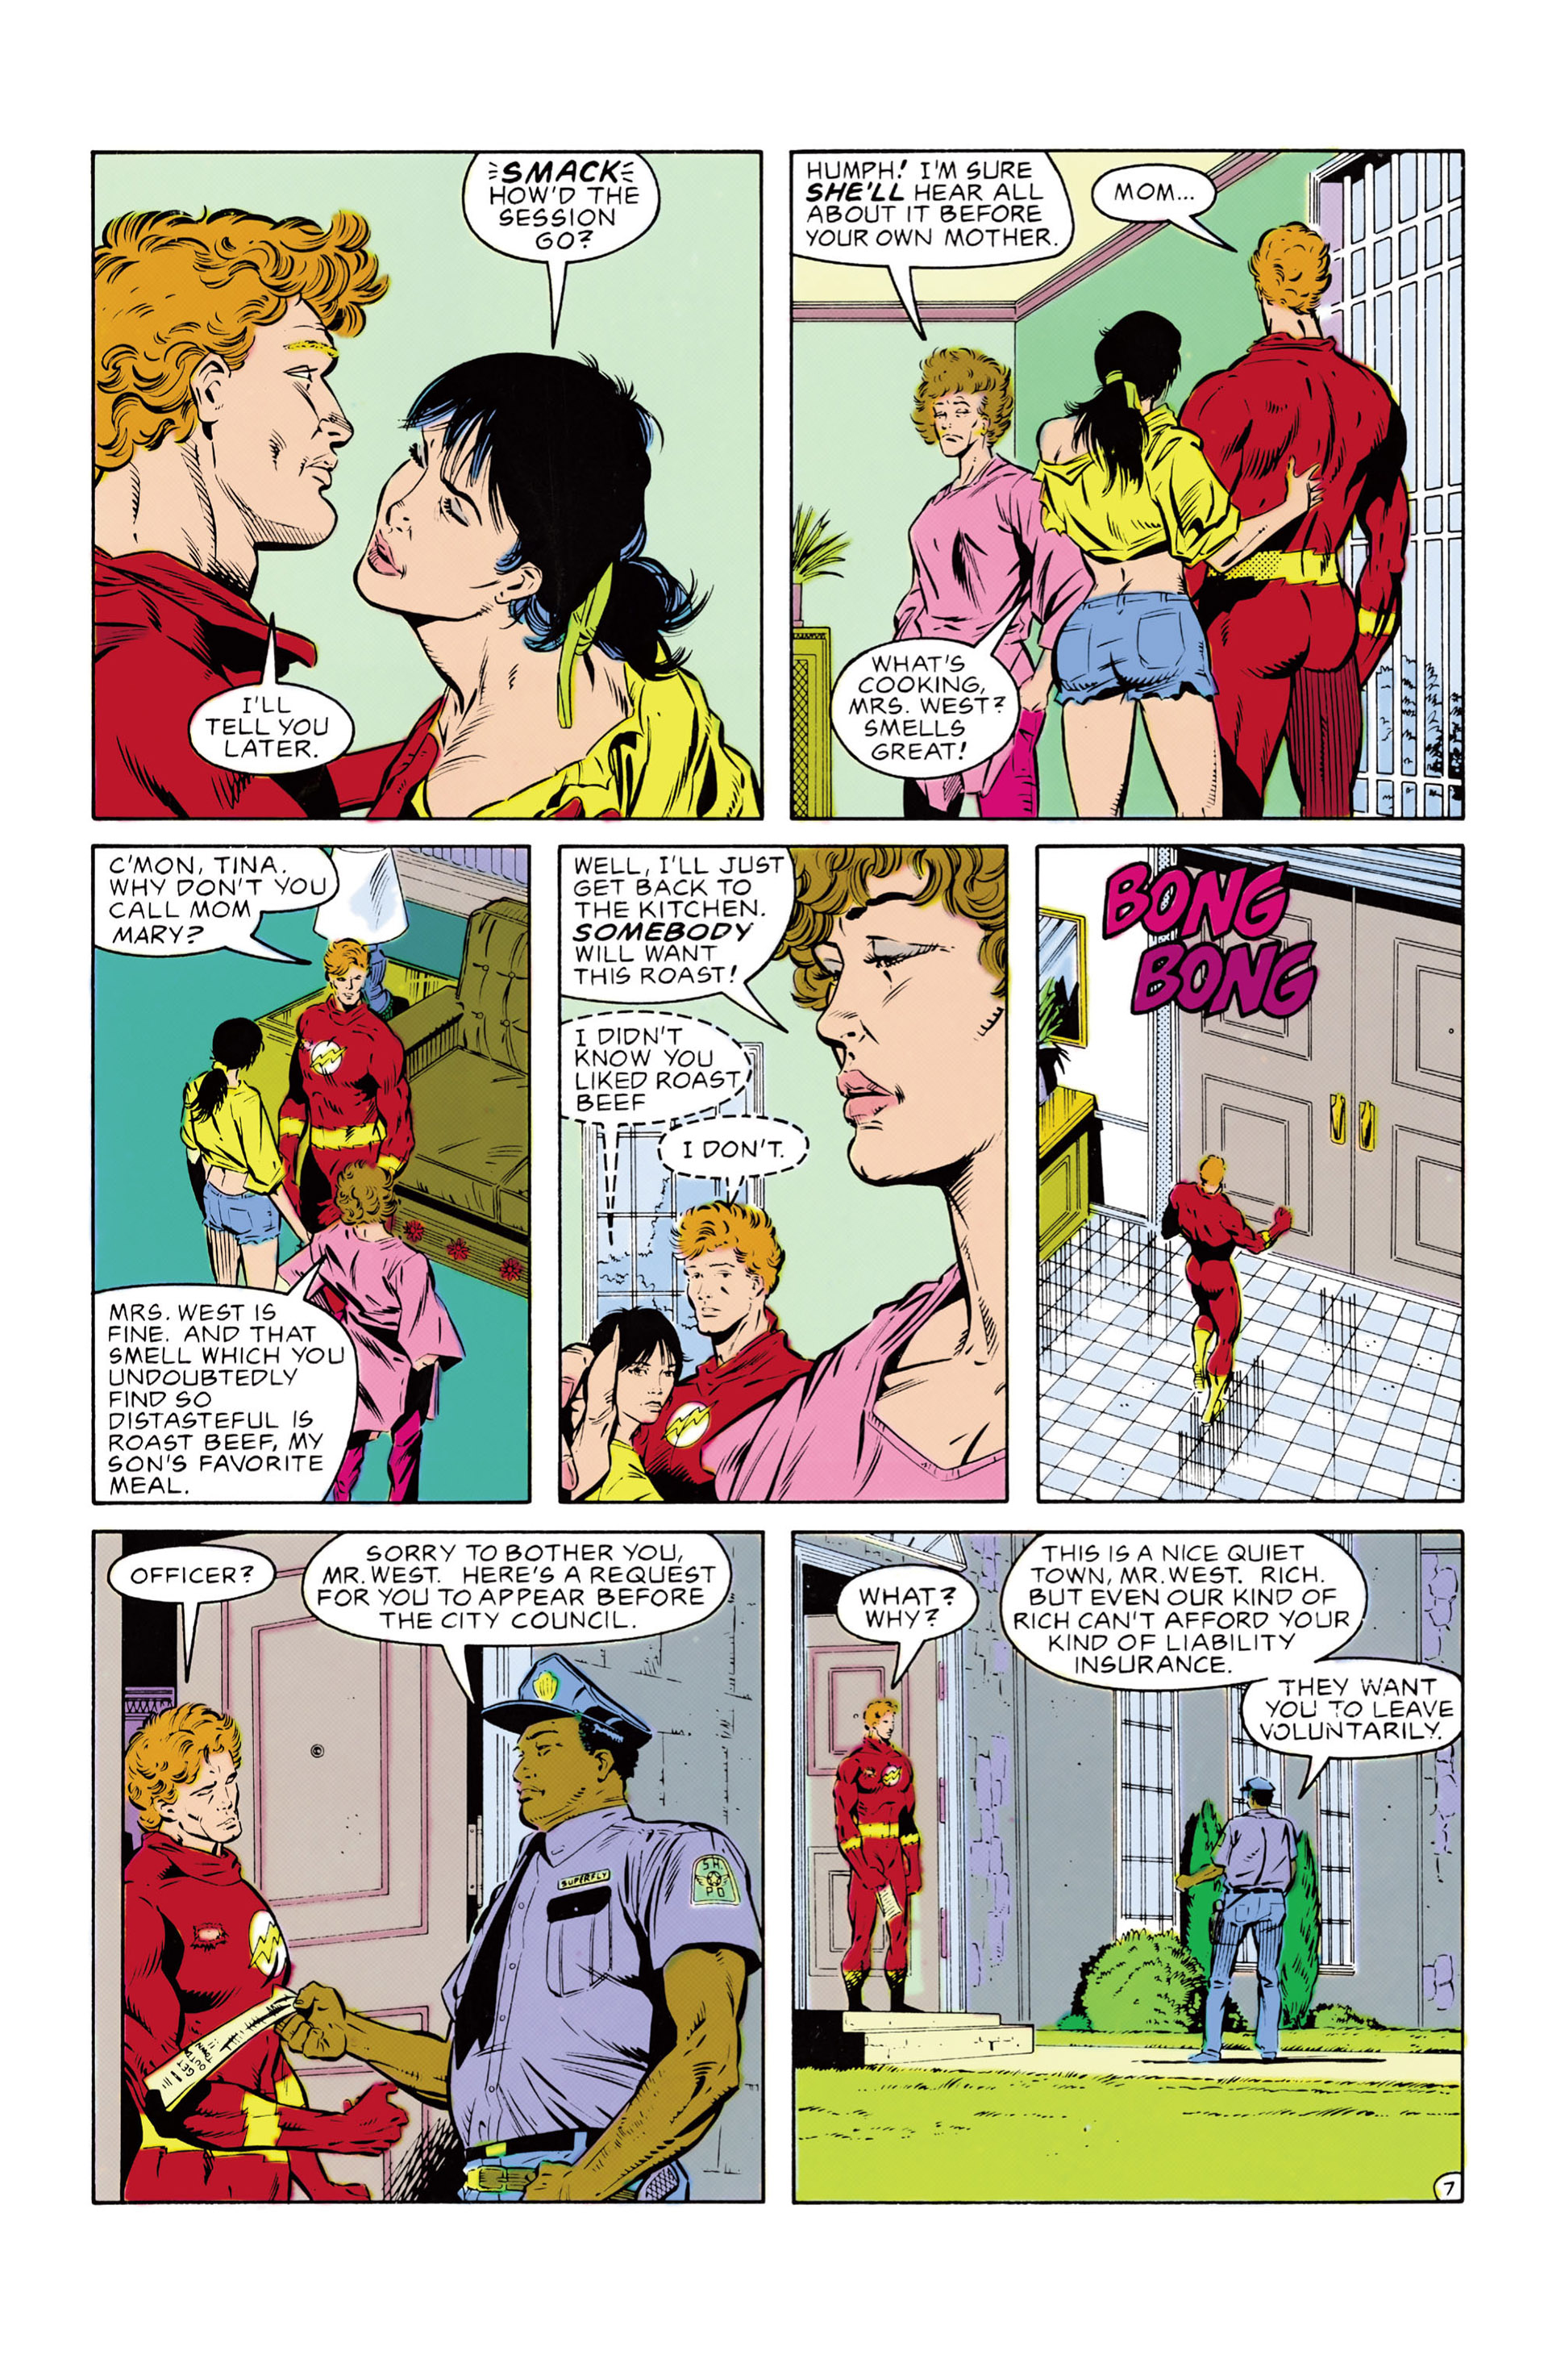 SMACK
HOW'D THE
SESSION
GO?
I'LL
TELL YOU
LATER.
HUMPH! I'M SURE
SHE'LL HEAR ALL
ABOUT IT BEFORE
YOUR OWN MOTHER.
MOM...
WHAT'S
COOKING,
MRS. WEST?
SMELLS
GREAT!
C'MON, TINA.
WHY DON'T YOU
CALL MOM
MARY?
MRS. WEST IS
FINE. AND THAT
SMELL WHICH YOU
UNDOUBTEDLY
FIND SO
DISTASTEFUL IS
ROAST BEEF, MY
SON'S FAVORITE
MEAL.
WELL, I'LL JUST
GET BACK TO
THE KITCHEN.
SOMEBODY
WILL WANT
THIS ROAST!
I DIDN'T
KNOW YOU
LIKED ROAST
BEEF
I DON'T.
BONG
BONG
OFFICER?
SORRY TO BOTHER YOU,
MR. WEST. HERE'S A REQUEST
FOR YOU TO APPEAR BEFORE
THE CITY COUNCIL.
SUPERFLY
S.H.
P D
GET
OUTTA
TOWN
WHAT?
WHY?
THIS IS A NICE QUIET
TOWN, MR. WEST. RICH.
BUT EVEN OUR KIND OF
RICH CAN'T AFFORD YOUR
KIND OF LIABILITY
INSURANCE.
THEY WANT
YOU TO LEAVE
VOLUNTARILY.
7